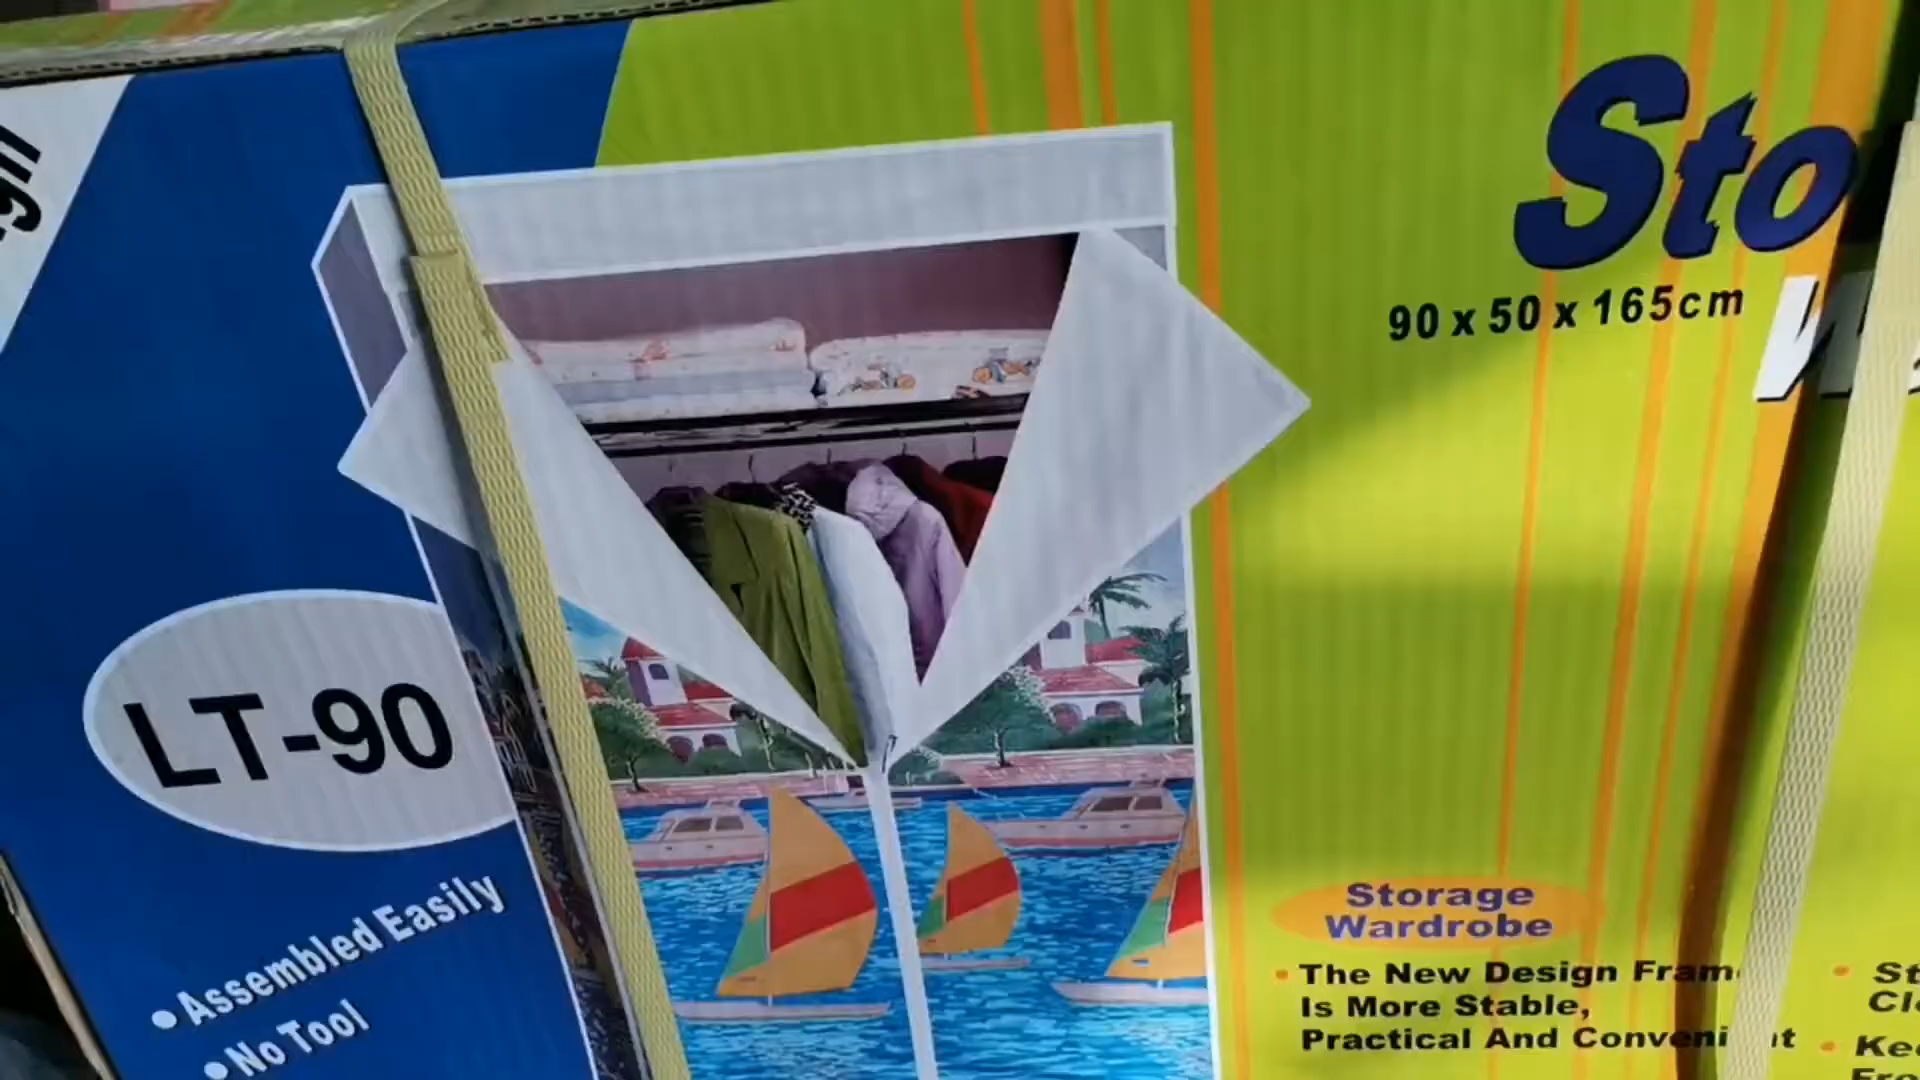 Sto
90 x 50 x 165cm
LT-90
Assembled Easily
No Tool
Storage
Wardrobe
The New Design Fram
Is More Stable,
Practical And Conveni t